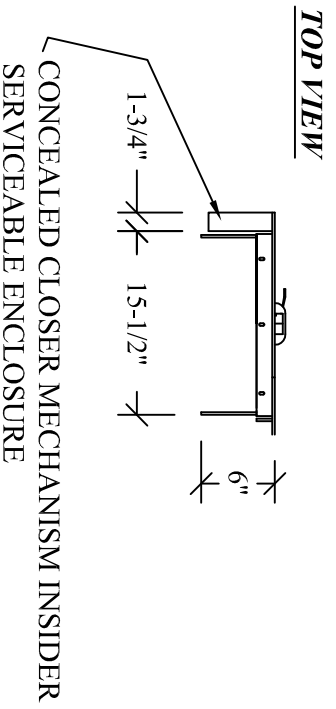 TOP VIEW
1-3/4"
15-1/2"
6"
CONCEALED CLOSER MECHANISM INSIDER
SERVICEABLE ENCLOSURE